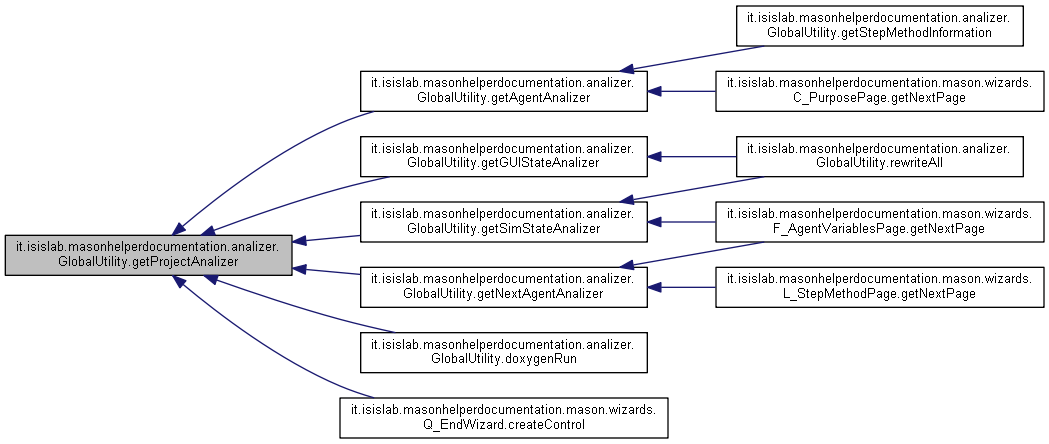 it.isislab.masonhelperdocumentation.analizer.
GlobalUtility.getProjectAnalizer
it.isislab.masonhelperdocumentation.analizer.
GlobalUtility.getAgentAnalizer
it.isislab.masonhelperdocumentation.analizer.
GlobalUtility.getStepMethodInformation
it.isislab.masonhelperdocumentation.mason.wizards.
C_PurposePage.getNextPage
it.isislab.masonhelperdocumentation.analizer.
GlobalUtility.getGUIStateAnalizer
it.isislab.masonhelperdocumentation.analizer.
GlobalUtility.rewriteAll
it.isislab.masonhelperdocumentation.analizer.
GlobalUtility.getSimStateAnalizer
it.isislab.masonhelperdocumentation.mason.wizards.
F_AgentVariablesPage.getNextPage
it.isislab.masonhelperdocumentation.analizer.
GlobalUtility.getNextAgentAnalizer
it.isislab.masonhelperdocumentation.mason.wizards.
L_StepMethodPage.getNextPage
it.isislab.masonhelperdocumentation.analizer.
GlobalUtility.doxygenRun
it.isislab.masonhelperdocumentation.mason.wizards.
Q_EndWizard.createControl